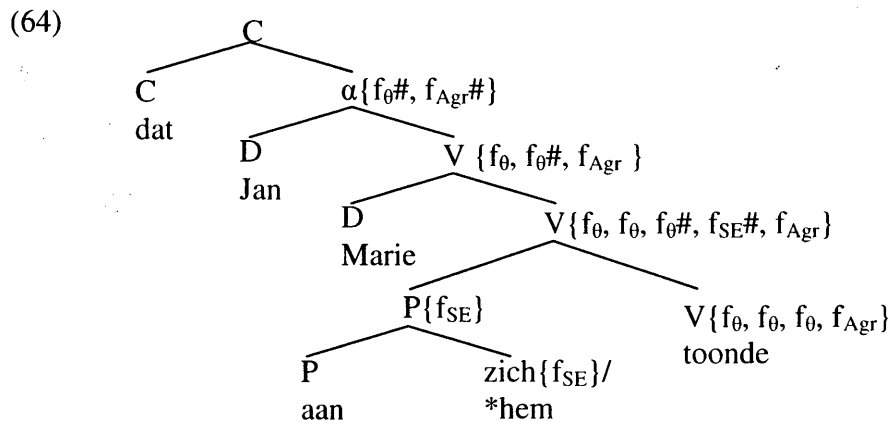 (64)
C
C α{fθ#, fAgr#}
dat
D V {fθ, fθ#, fAgr }
Jan
D V{fθ, fθ, fθ#, fSE#, fAgr}
Marie
P{fSE} V{fθ, fθ, fθ, fAgr}
toonde
P zich{fSE}/
aan *hem